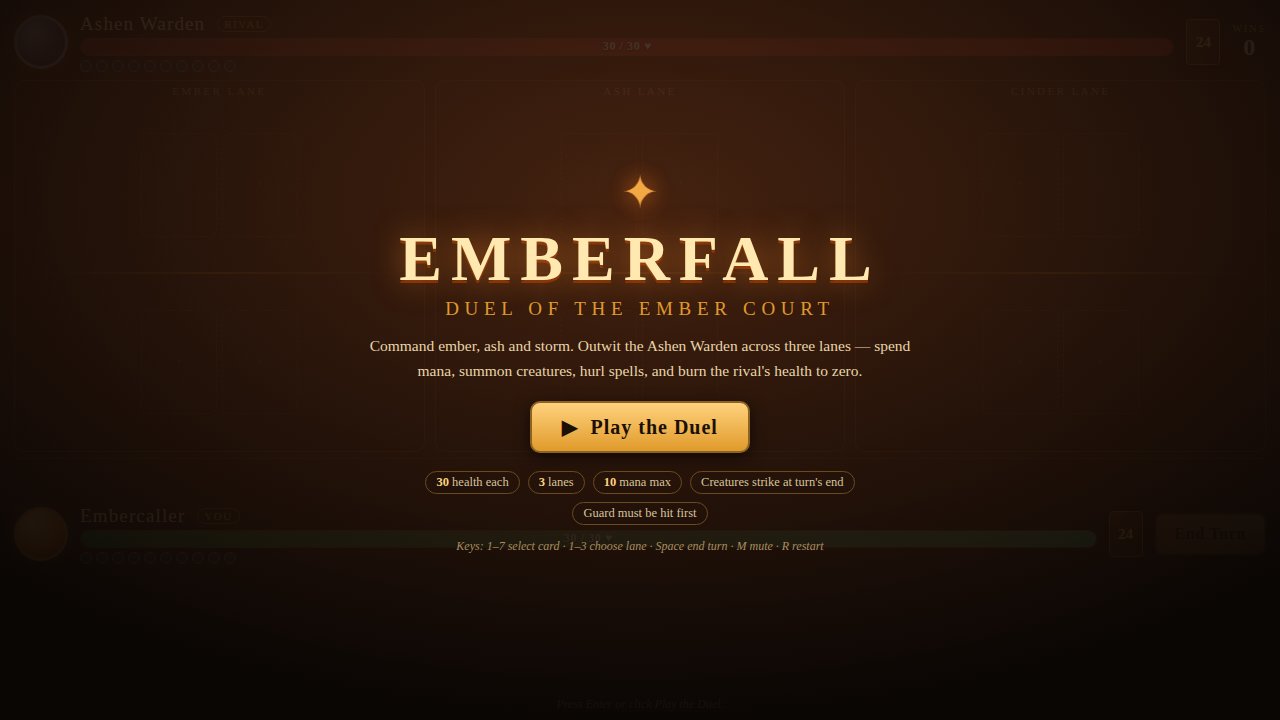 Ashen Warden RIVAL
30 / 30 ♥
24
WINS
0
EMBER LANE
ASH LANE
CINDER LANE
✦
EMBERFALL
DUEL OF THE EMBER COURT
Command ember, ash and storm. Outwit the Ashen Warden across three lanes — spend
mana, summon creatures, hurl spells, and burn the rival's health to zero.
▶ Play the Duel
30 health each
3 lanes
10 mana max
Creatures strike at turn's end
Guard must be hit first
Embercaller YOU
30 / 30 ♥
Keys: 1–7 select card · 1–3 choose lane · Space end turn · M mute · R restart
24
End Turn
Press Enter or click Play the Duel.